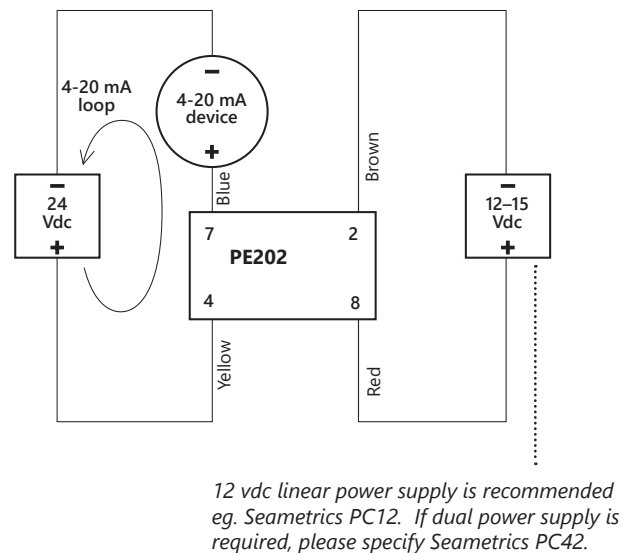 4-20 mA
loop
−
4-20 mA
device
+
−
24
Vdc
+
Blue
Brown
−
12–15
Vdc
+
7
2
PE202
4
8
Yellow
Red
12 vdc linear power supply is recommended
eg. Seametrics PC12.  If dual power supply is
required, please specify Seametrics PC42.